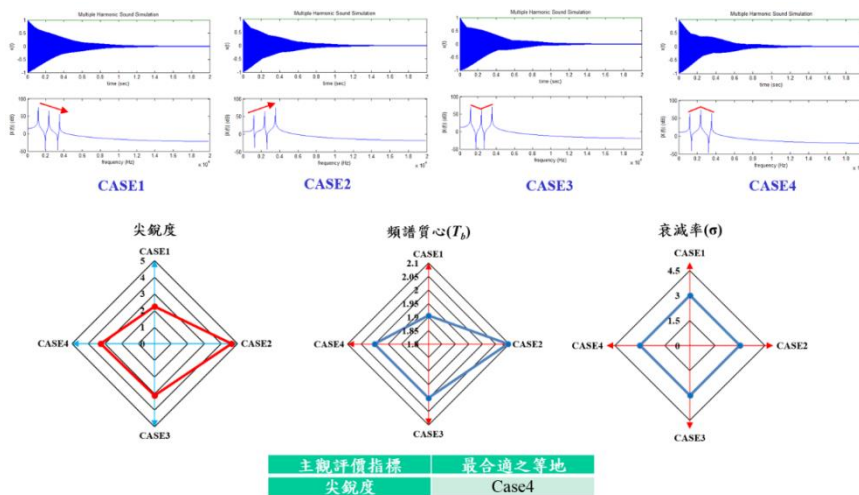 Multiple Harmonic Sound Simulation
Multiple Harmonic Sound Simulation
Multiple Harmonic Sound Simulation
Multiple Harmonic Sound Simulation
x(t)
time (sec)
time (sec)
time (sec)
time (sec)
|X(f)| (dB)
frequency (Hz)
frequency (Hz)
frequency (Hz)
frequency (Hz)
CASE1
CASE2
CASE3
CASE4
尖銳度
CASE1
5
4
3
2
1
0
CASE4
CASE2
CASE3
頻譜質心(Tb)
CASE1
2.1
2.05
2
1.95
1.9
1.85
1.8
CASE4
CASE2
CASE3
衰減率(σ)
CASE1
4.5
3
1.5
0
CASE4
CASE2
CASE3
主觀評價指標 最合適之等地
尖銳度 Case4